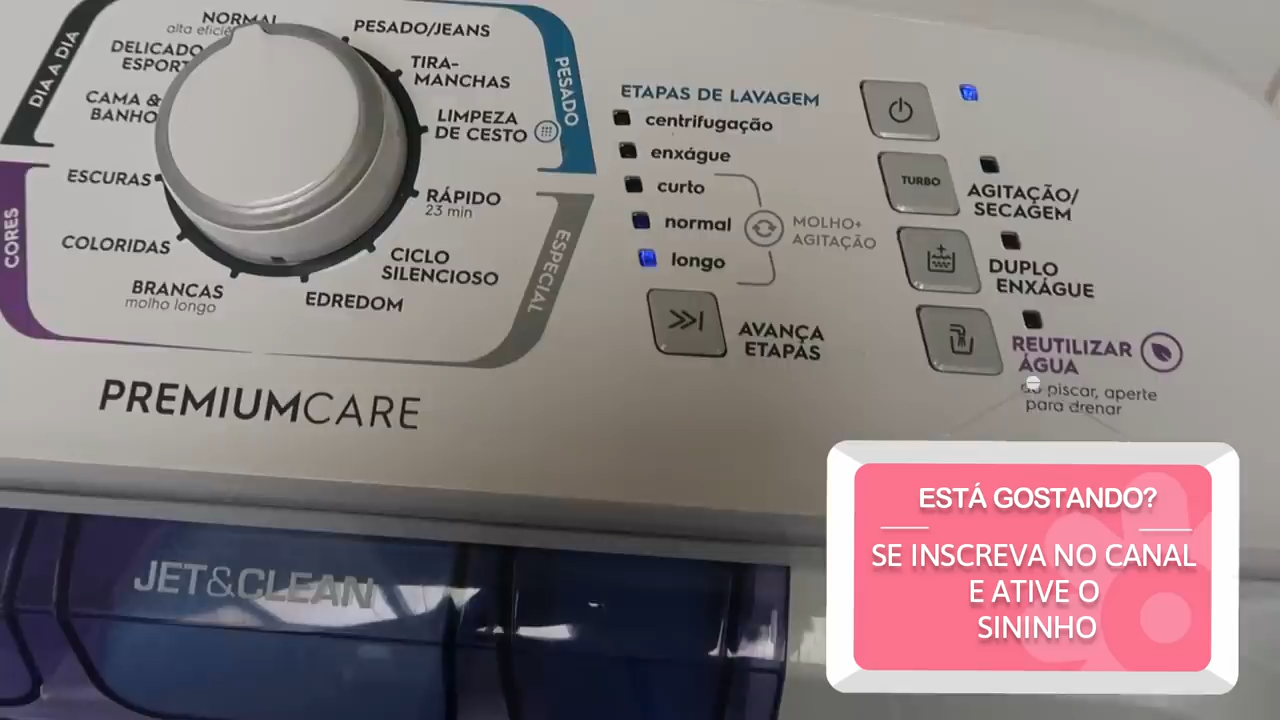 DIA A DIA
NORMAL
DELICADO
ESPORT
CAMA &
BANHO
CORES
ESCURAS
COLORIDAS
BRANCAS
molho longo
PESADO
PESADO/JEANS
TIRA-
MANCHAS
LIMPEZA
DE CESTO
ESPECIAL
RÁPIDO
23 min
CICLO
SILENCIOSO
EDREDOM
PREMIUMCARE
JET&CLEAN
ETAPAS DE LAVAGEM
centrifugação
enxágue
curto
normal
longo
MOLHO+
AGITAÇÃO
AVANÇA
ETAPAS
TURBO
AGITAÇÃO/
SECAGEM
DUPLO
ENXÁGUE
REUTILIZAR
ÁGUA
ao piscar, aperte
para drenar
ESTÁ GOSTANDO?
SE INSCREVA NO CANAL
E ATIVE O
SININHO